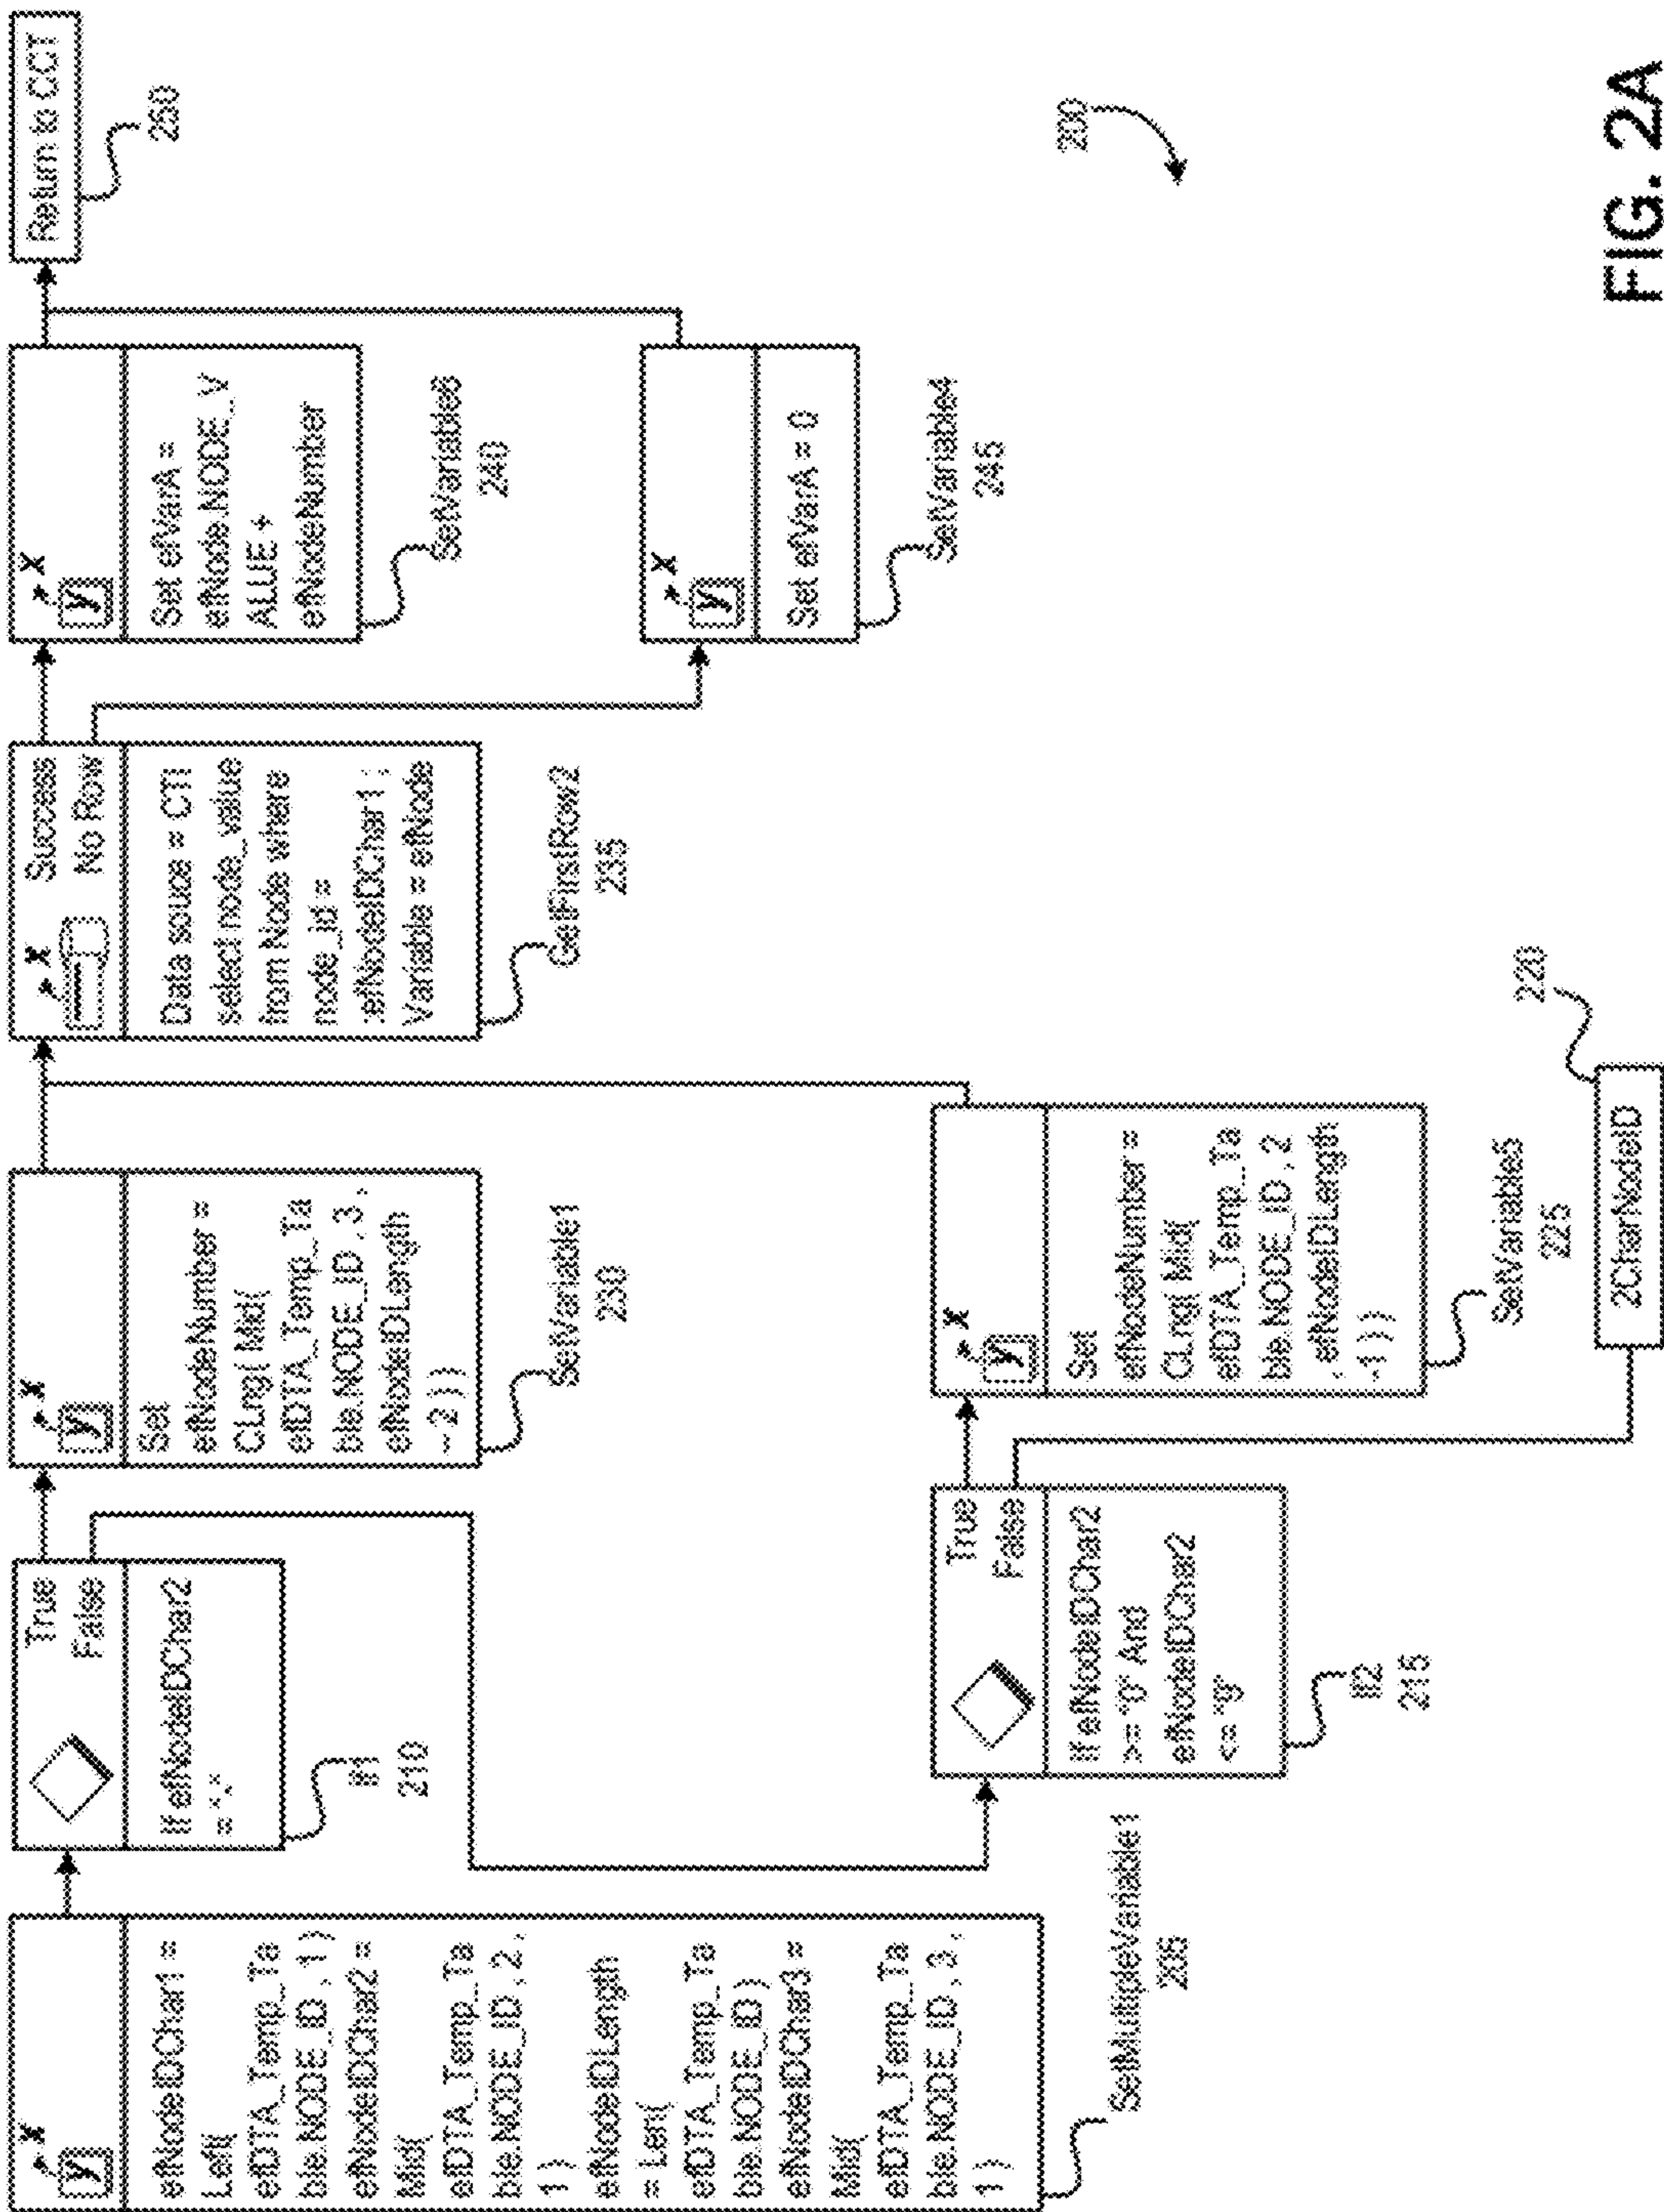 efNodeIDChar1 =
Left(
efDTA_Temp_Ta
ble.NODE_ID , 1 )
efNodeIDChar2 =
Mid(
efDTA_Temp_Ta
ble.NODE_ID , 2 ,
1 )
efNodeIDLength
= Len(
efDTA_Temp_Ta
ble.NODE_ID )
efNodeIDChar3 =
Mid(
efDTA_Temp_Ta
ble.NODE_ID , 3 ,
1 )
y x
SetMultipleVariable1
205
True
False
If efNodeIDChar2
If1
210
True
False
If efNodeIDChar2
>= "0" And
efNodeIDChar2
<= "9"
If2
215
y x
Set
efNodeNumber =
CLng( Mid(
efDTA_Temp_Ta
ble.NODE_ID , 3 ,
efNodeIDLength
--2 ) )
SetVariable1
230
y x
Set
efNodeNumber =
CLng( Mid(
efDTA_Temp_Ta
ble.NODE_ID , 2
, efNodeIDLength
-1 ) )
SetVariable5
225
2CharNodeID
220
x
Success
No Row
Data souce = CTI
select node_value
from Node where
node_id =
:efNodeIDChar1 ;
Variable = efNode
GetFirstRow2
235
y x
Set efVarA =
efNode.NODE_V
ALUE +
efNodeNumber
SetVariable6
240
y x
Set efVarA = 0
SetVariable4
245
Return to CCT
250
200
FIG. 2A